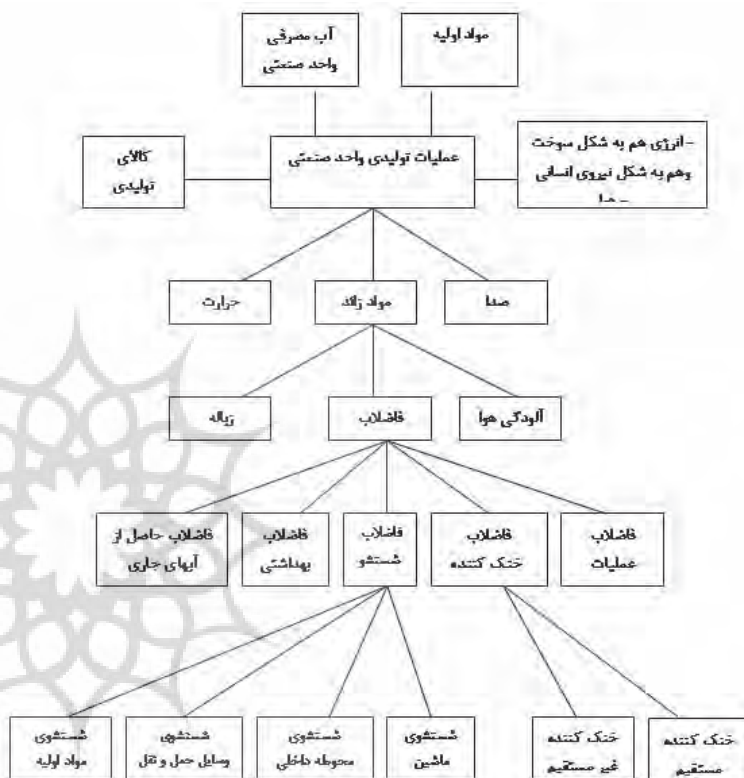 مواد اولیه
آب مصرفی
واحد صنعتی
- انرژی هم به شکل سوخت
وهم به شکل نیروی انسانی
عملیات تولیدی واحد صنعتی
کالای
تولیدی
صدا
مواد زائد
حرارت
آلودگی هوا
فاضلاب
زباله
فاضلاب
عملیات
فاضلاب
خنک کننده
فاضلاب
شستشو
فاضلاب
بهداشتی
فاضلاب حاصل از
آبهای جاری
خنک کننده
مستقیم
خنک کننده
غیر مستقیم
شستشوی
ماشین
شستشوی
محوطه داخلی
شستشوی
وسایل حمل و نقل
شستشوی
مواد اولیه